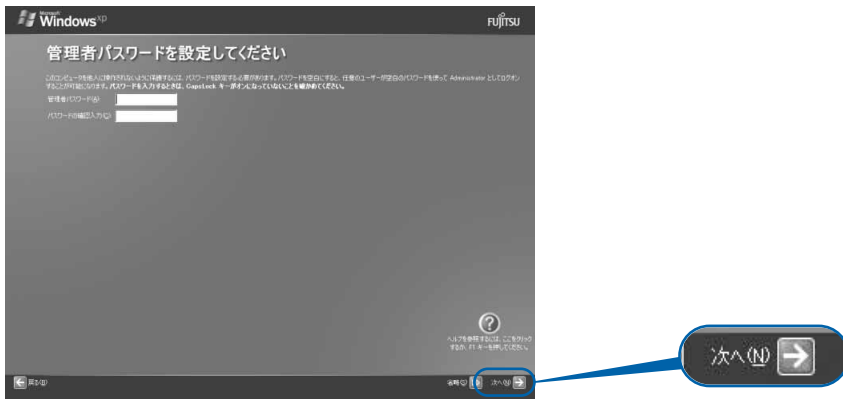 Microsoft
Windows xp
FUJITSU
管理者パスワードを設定してください
このコンピュータを他人に操作されないように保護するには、パスワードを設定する必要があります。パスワードを空白にすると、任意のユーザーが空白のパスワードを使って Administrator としてログオン
することが可能になります。パスワードを入力するときは、CapsLock キーがオンになっていないことを確かめてください。
管理者パスワード(A)
パスワードの確認入力(C)
ヘルプを参照するには、ここをクリック
するか、F1 キーを押してください。
戻る(B)
省略(S)
次へ(N)
次へ(N)